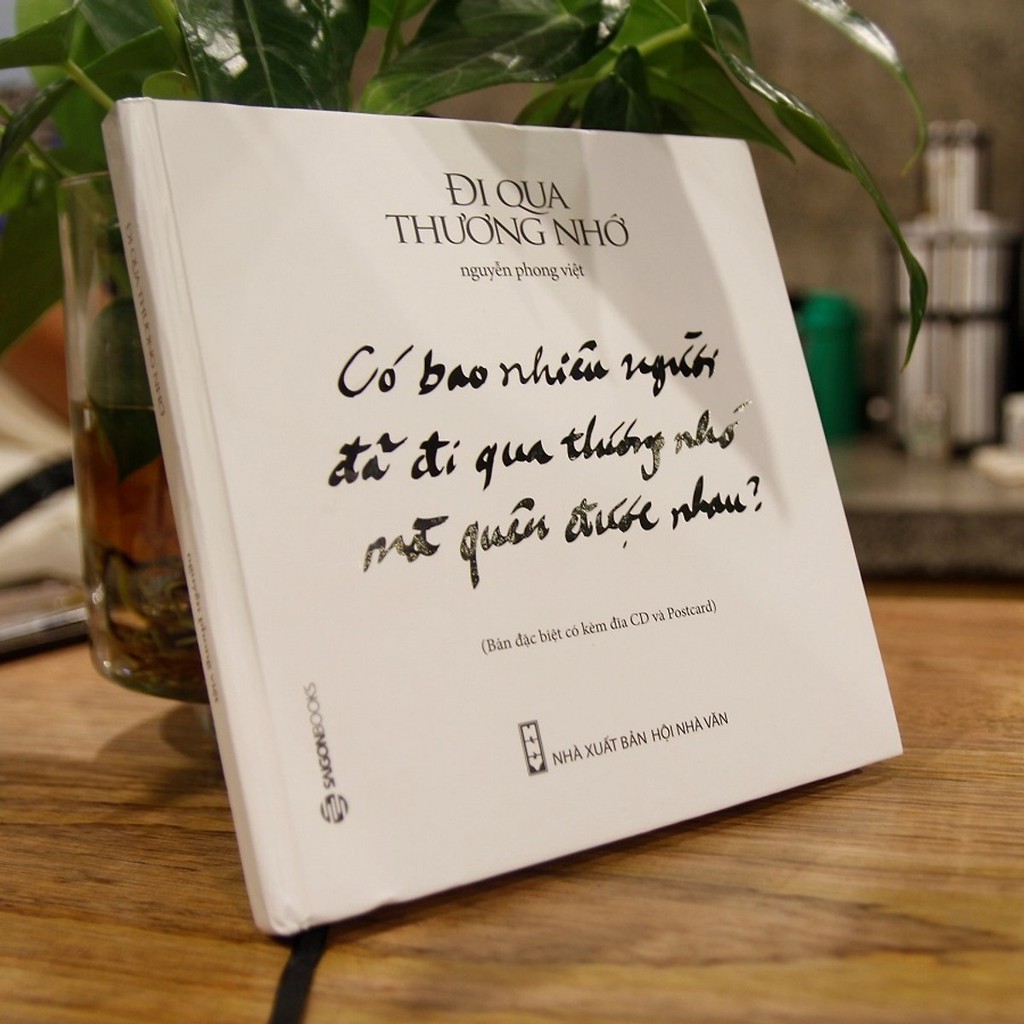 ĐI QUA
THƯƠNG NHỚ
nguyễn phong việt
Có bao nhiêu người
đã đi qua thương nhớ
mà quên được nhau?
(Bản đặc biệt có kèm đĩa CD và Postcard)
NHÀ XUẤT BẢN HỘI NHÀ VĂN
SAIGONBOOKS
ĐI QUA THƯƠNG NHỚ
nguyễn phong việt